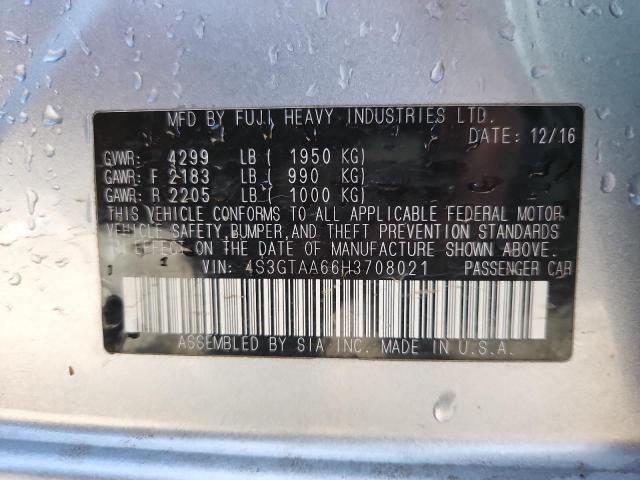 MFD BY FUJI HEAVY INDUSTRIES LTD.
DATE: 12/16
GVWR: 4299 LB ( 1950 KG)
GAWR: F 2183 LB ( 990 KG)
GAWR: R 2205 LB ( 1000 KG)
THIS VEHICLE CONFORMS TO ALL APPLICABLE FEDERAL MOTOR
VEHICLE SAFETY, BUMPER, AND THEFT PREVENTION STANDARDS
IN EFFECT ON THE DATE OF MANUFACTURE SHOWN ABOVE.
VIN: 4S3GTAA66H3708021 PASSENGER CAR
ASSEMBLED BY SIA INC. MADE IN U.S.A.